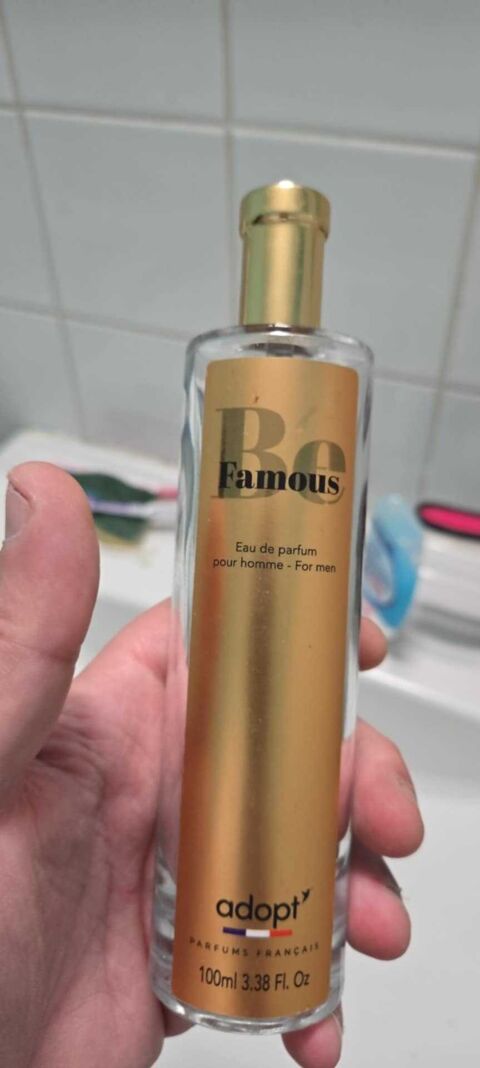 Be
Famous
Eau de parfum
pour homme - For men
adopt'
PARFUMS FRANÇAIS
100ml 3.38 Fl. Oz